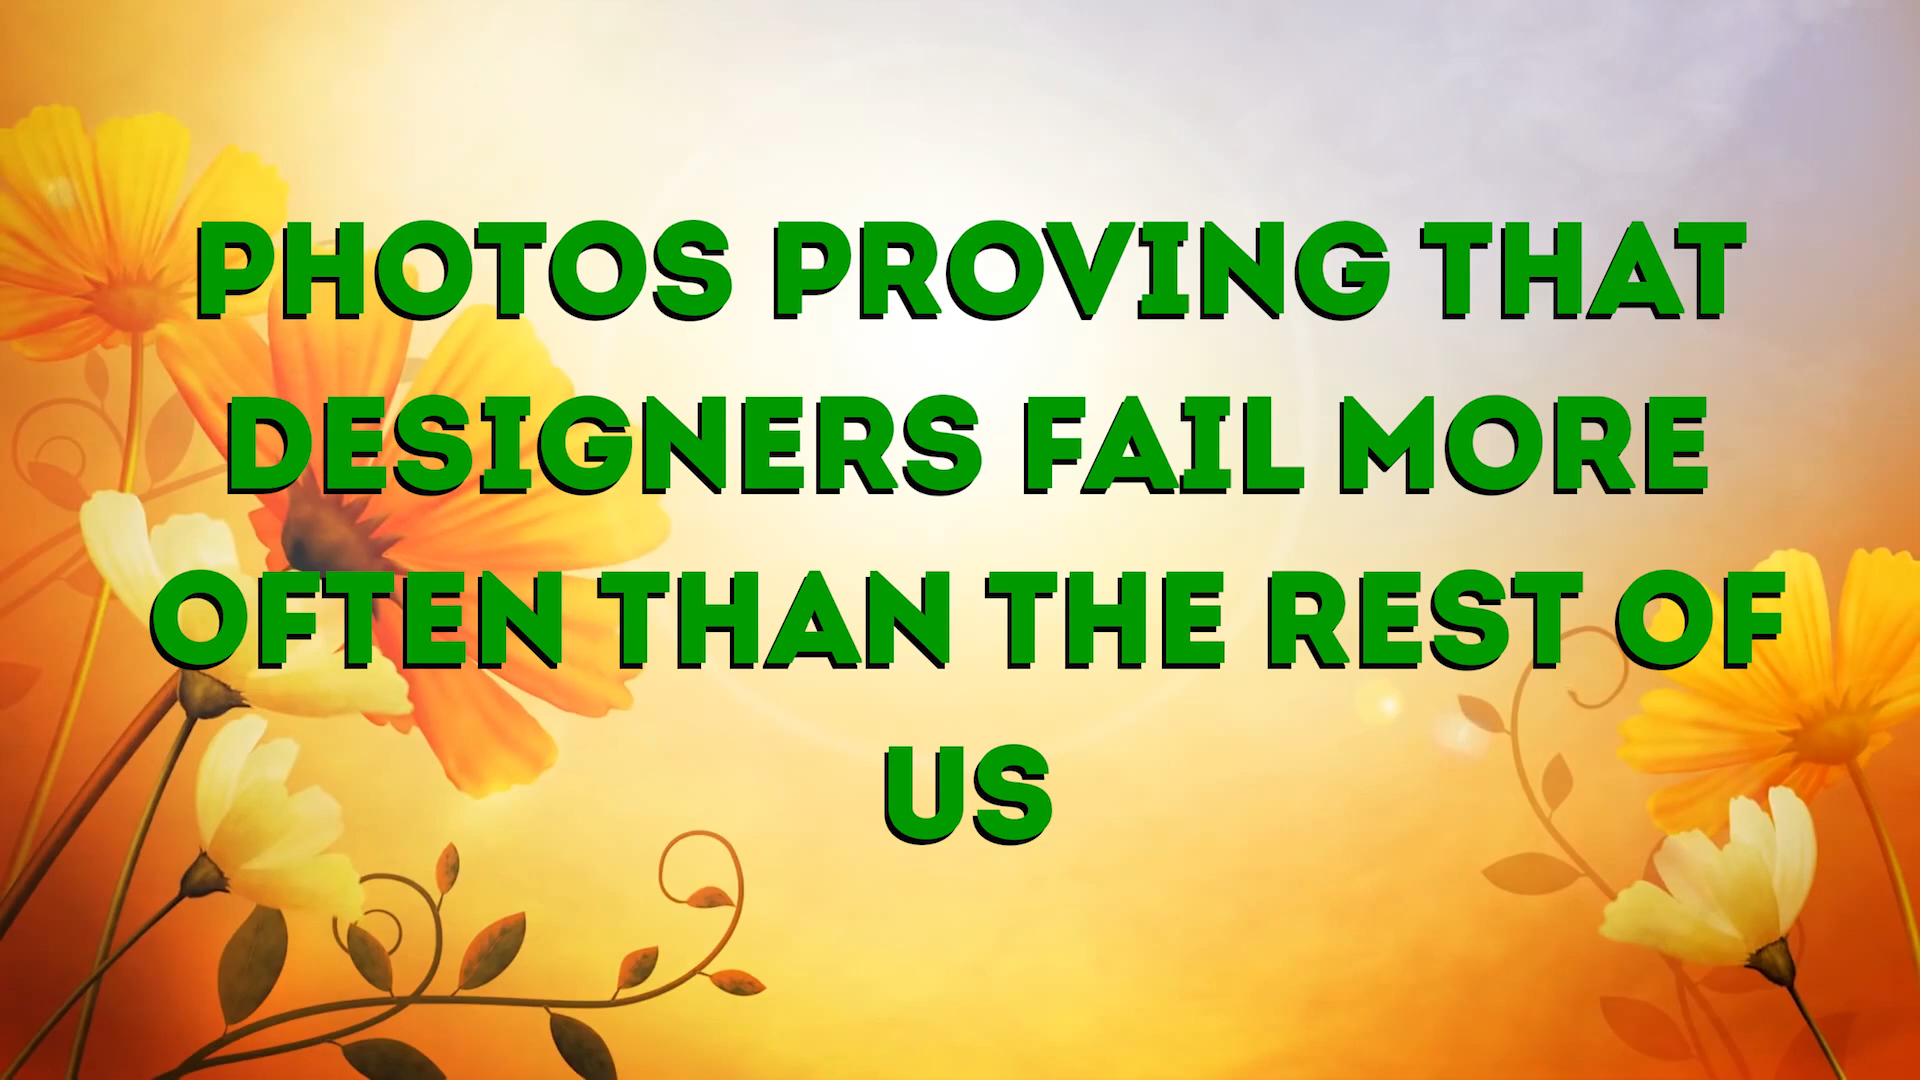 PHOTOS PROVING THAT
DESIGNERS FAIL MORE
OFTEN THAN THE REST OF
US